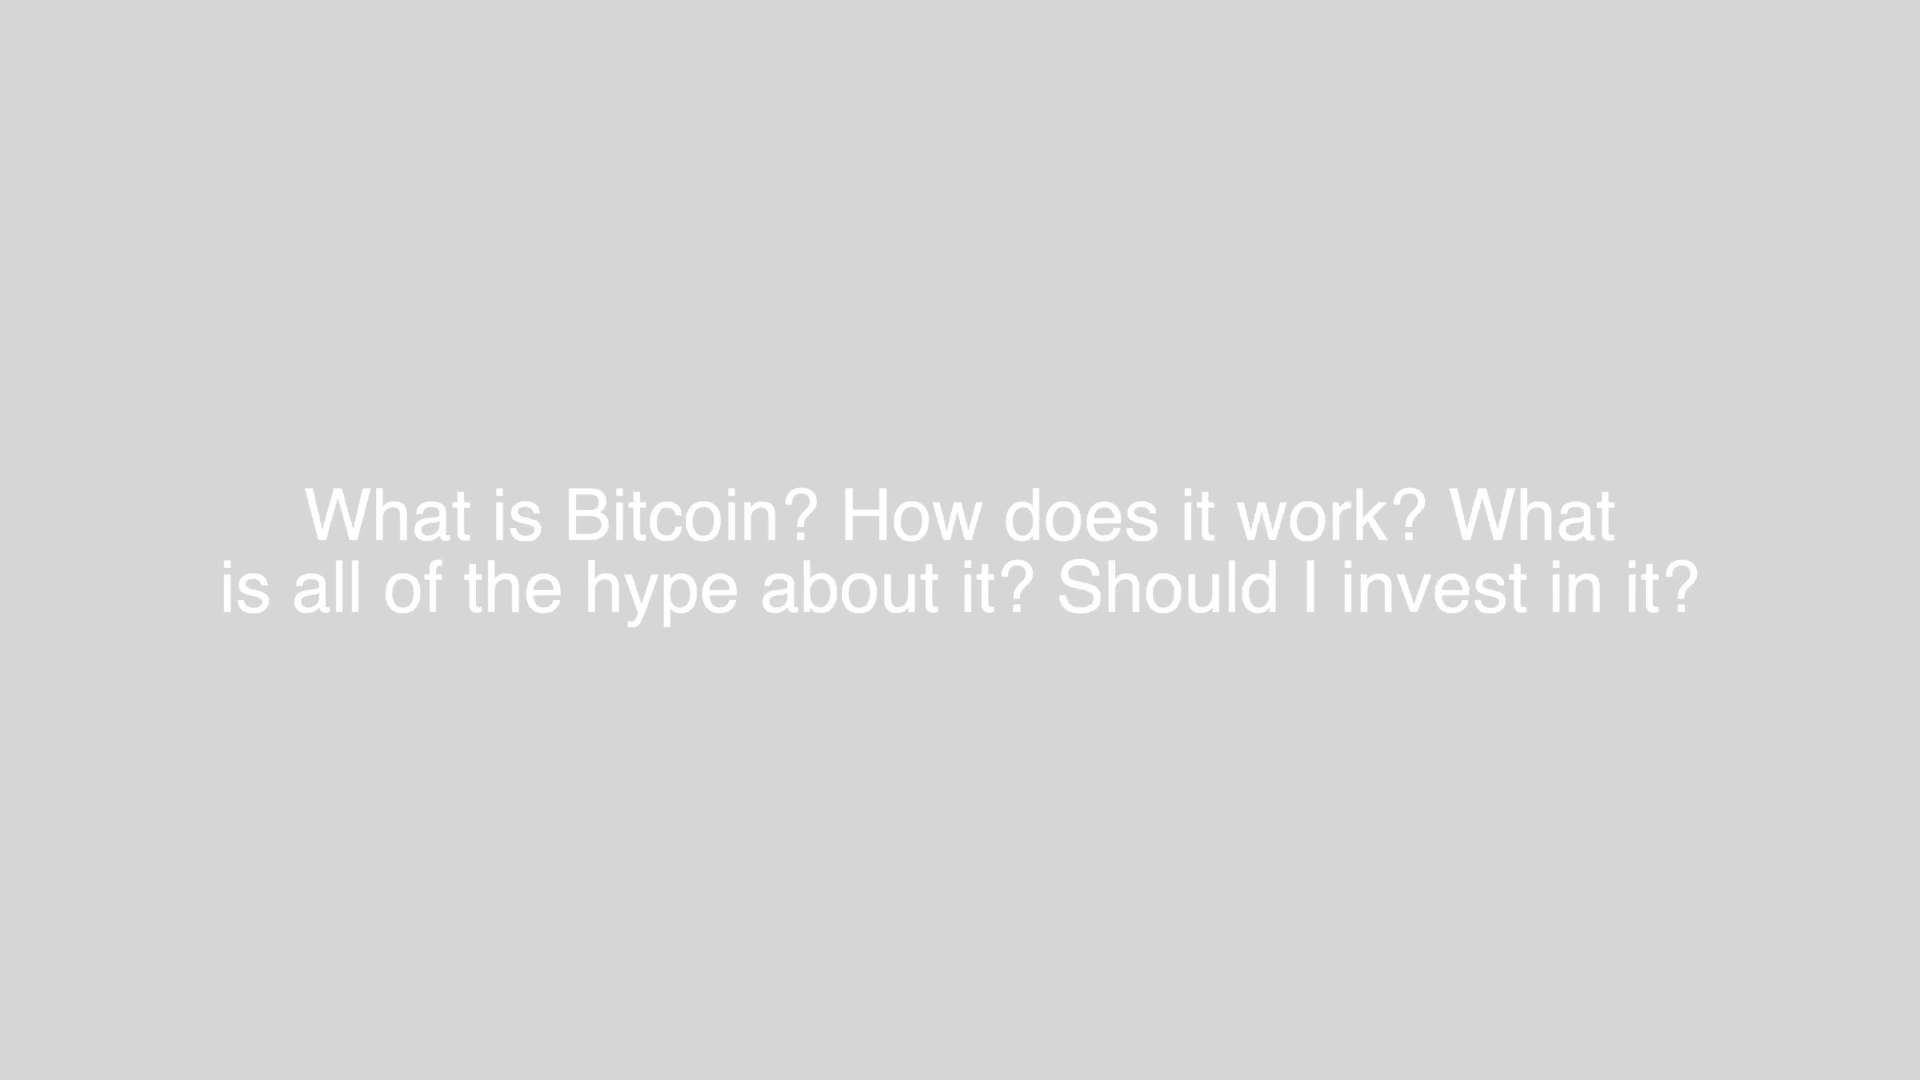 What is Bitcoin? How does it work? What
is all of the hype about it? Should I invest in it?